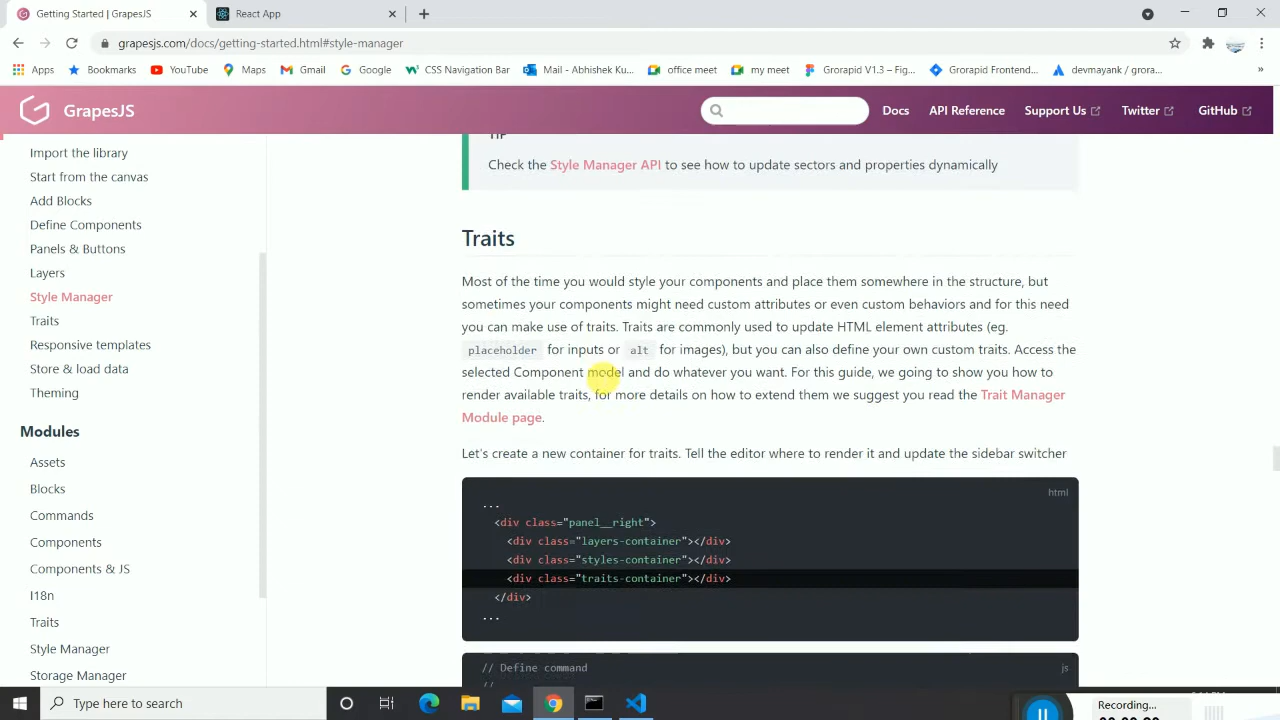 Getting Started | GrapesJS
React App
grapesjs.com/docs/getting-started.html#style-manager
Apps
Bookmarks
YouTube
Maps
Gmail
Google
CSS Navigation Bar
Mail - Abhishek Ku...
office meet
my meet
Grorapid V1.3 – Fig...
Grorapid Frontend...
devmayank / grora...
»
GrapesJS
Docs
API Reference
Support Us
Twitter
GitHub
Import the library
Start from the canvas
Add Blocks
Define Components
Panels & Buttons
Layers
Style Manager
Traits
Responsive templates
Store & load data
Theming
Modules
Assets
Blocks
Commands
Components
Components & JS
I18n
Traits
Style Manager
Storage Manager
TIP
Check the Style Manager API to see how to update sectors and properties dynamically
Traits
Most of the time you would style your components and place them somewhere in the structure, but
sometimes your components might need custom attributes or even custom behaviors and for this need
you can make use of traits. Traits are commonly used to update HTML element attributes (eg.
placeholder for inputs or alt for images), but you can also define your own custom traits. Access the
selected Component model and do whatever you want. For this guide, we going to show you how to
render available traits, for more details on how to extend them we suggest you read the Trait Manager
Module page.
Let's create a new container for traits. Tell the editor where to render it and update the sidebar switcher
html
...
<div class="panel__right">
<div class="layers-container"></div>
<div class="styles-container"></div>
<div class="traits-container"></div>
</div>
...
// Define command
js
//
Type here to search
Recording...